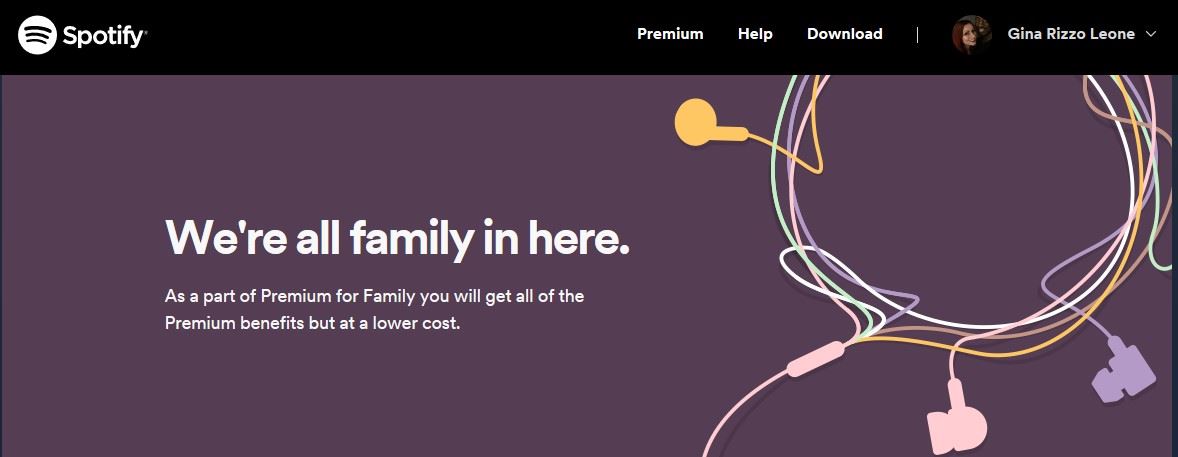 Spotify®
Premium Help Download | Gina Rizzo Leone
We're all family in here.
As a part of Premium for Family you will get all of the
Premium benefits but at a lower cost.